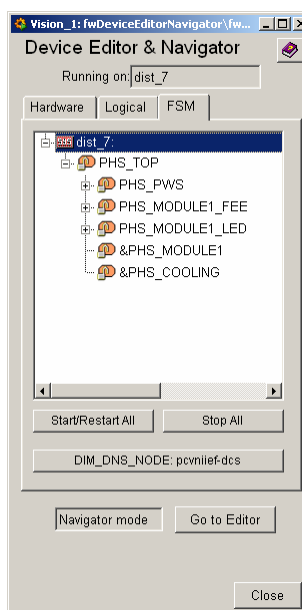 Vision_1: fwDeviceEditorNavigator\fw...
Device Editor & Navigator
Running on: dist_7
Hardware Logical FSM
SMS dist_7:
PHS_TOP
PHS_PWS
PHS_MODULE1_FEE
PHS_MODULE1_LED
&PHS_MODULE1
&PHS_COOLING
Start/Restart All Stop All
DIM_DNS_NODE: pcvniief-dcs
Navigator mode Go to Editor
Close